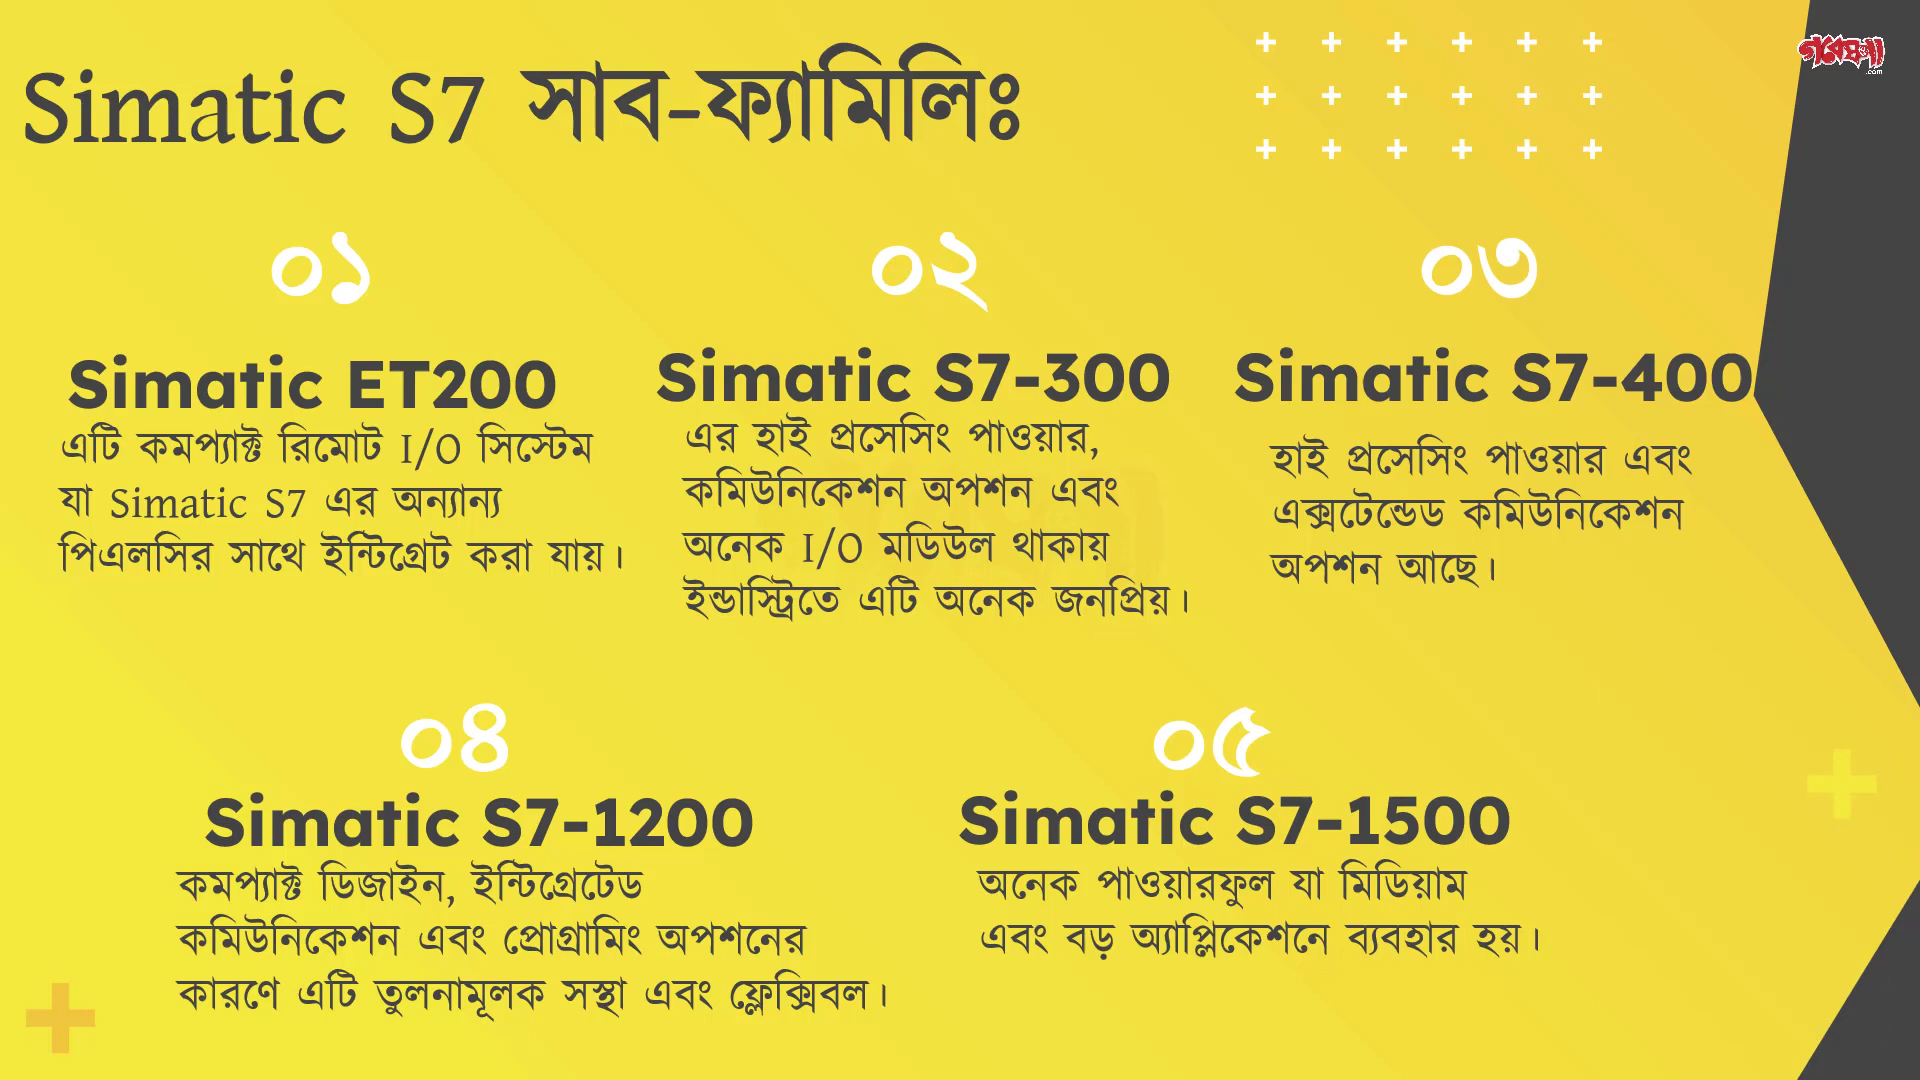 Simatic S7 সাব-ফ্যামিলিঃ
গবেষণা
.com
০১
Simatic ET200
এটি কমপ্যাক্ট রিমোট I/O সিস্টেম
যা Simatic S7 এর অন্যান্য
পিএলসির সাথে ইন্টিগ্রেট করা যায়।
০২
Simatic S7-300
এর হাই প্রসেসিং পাওয়ার,
কমিউনিকেশন অপশন এবং
অনেক I/O মডিউল থাকায়
ইন্ডাস্ট্রিতে এটি অনেক জনপ্রিয়।
০৩
Simatic S7-400
হাই প্রসেসিং পাওয়ার এবং
এক্সটেন্ডেড কমিউনিকেশন
অপশন আছে।
০৪
Simatic S7-1200
কমপ্যাক্ট ডিজাইন, ইন্টিগ্রেটেড
কমিউনিকেশন এবং প্রোগ্রামিং অপশনের
কারণে এটি তুলনামূলক সস্থা এবং ফ্লেক্সিবল।
০৫
Simatic S7-1500
অনেক পাওয়ারফুল যা মিডিয়াম
এবং বড় অ্যাপ্লিকেশনে ব্যবহার হয়।